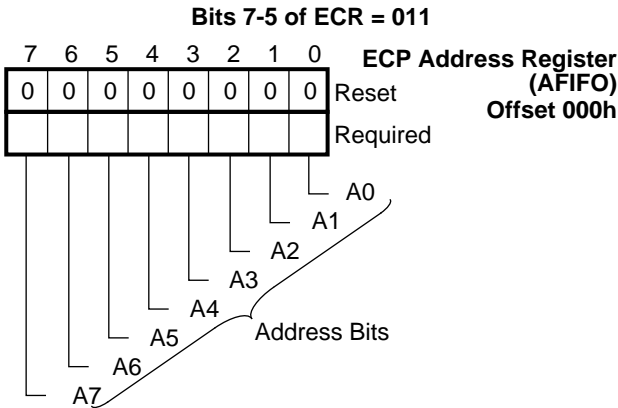 Bits 7-5 of ECR = 011
7 6 5 4 3 2 1 0
ECP Address Register
(AFIFO)
Offset 000h
0 0 0 0 0 0 0 0 Reset
Required
A0
A1
A2
A3
A4
A5
A6
A7
Address Bits